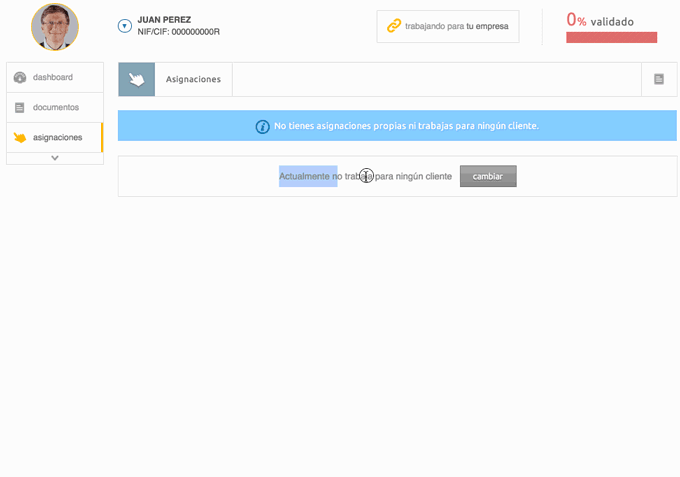 JUAN PEREZ
NIF/CIF: 000000000R
trabajando para tu empresa
0% validado
dashboard
documentos
asignaciones
Asignaciones
No tienes asignaciones propias ni trabajas para ningún cliente.
Actualmente no trabaja para ningún cliente
cambiar